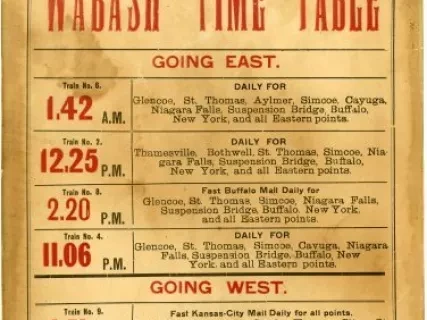 WABASH TIME TABLE
GOING EAST.
Train No. 6.
1.42 A.M.
DAILY FOR
Glencoe, St. Thomas, Aylmer, Simcoe, Cayuga,
Niagara Falls, Suspension Bridge, Buffalo,
New York, and all Eastern points.
Train No. 2.
12.25 P.M.
DAILY FOR
Thamesville, Bothwell, St. Thomas, Simcoe, Nia-
gara Falls, Suspension Bridge, Buffalo,
New York, and all Eastern points.
Train No. 8.
2.20 P.M.
Fast Buffalo Mail Daily for
Glencoe, St. Thomas, Simcoe, Niagara Falls,
Suspension Bridge, Buffalo. New York,
and all Eastern points.
Train No. 4.
11.06 P.M.
DAILY FOR
Glencoe, St. Thomas, Simcoe, Cayuga, Niagara
Falls, Suspension Bridge, Buffalo, New
York, and all Eastern points.
GOING WEST.
Train No. 9.
Fast Kansas-City Mail Daily for all points,